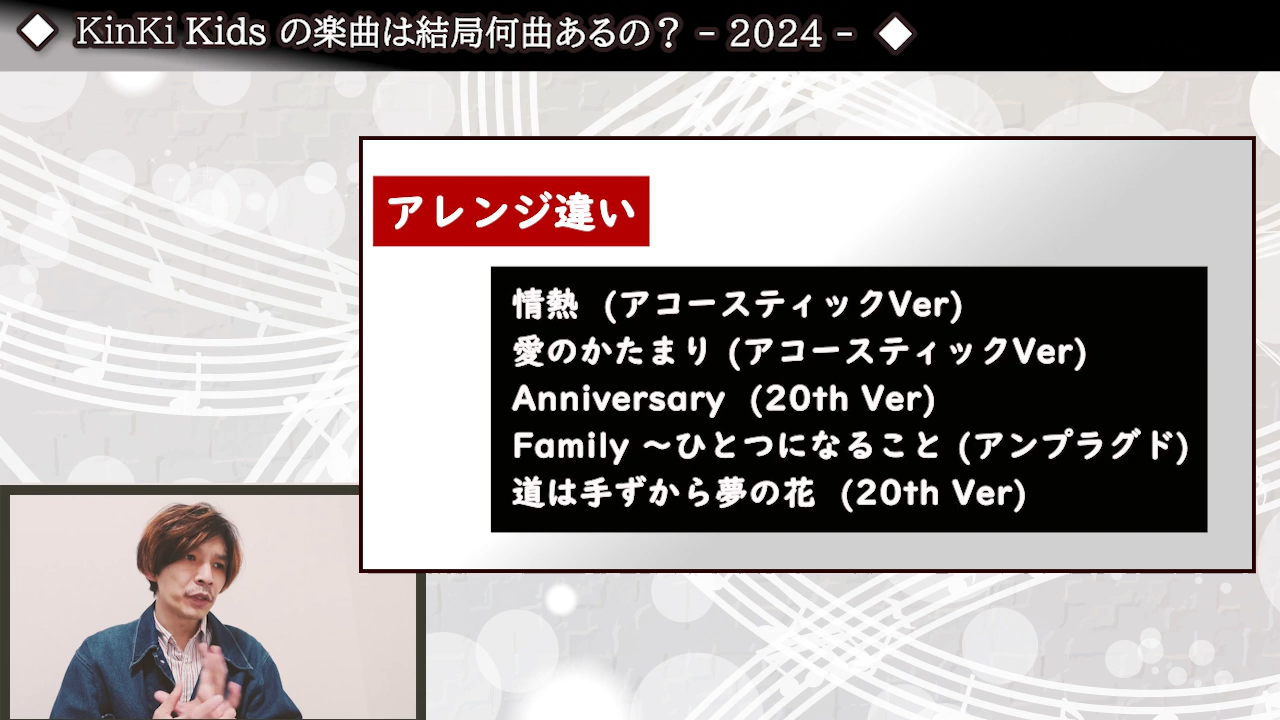 ◆ KinKi Kids の楽曲は結局何曲あるの？ - 2024 - ◆
アレンジ違い
情熱 (アコースティックVer)
愛のかたまり (アコースティックVer)
Anniversary (20th Ver)
Family ～ひとつになること (アンプラグド)
道は手ずから夢の花 (20th Ver)